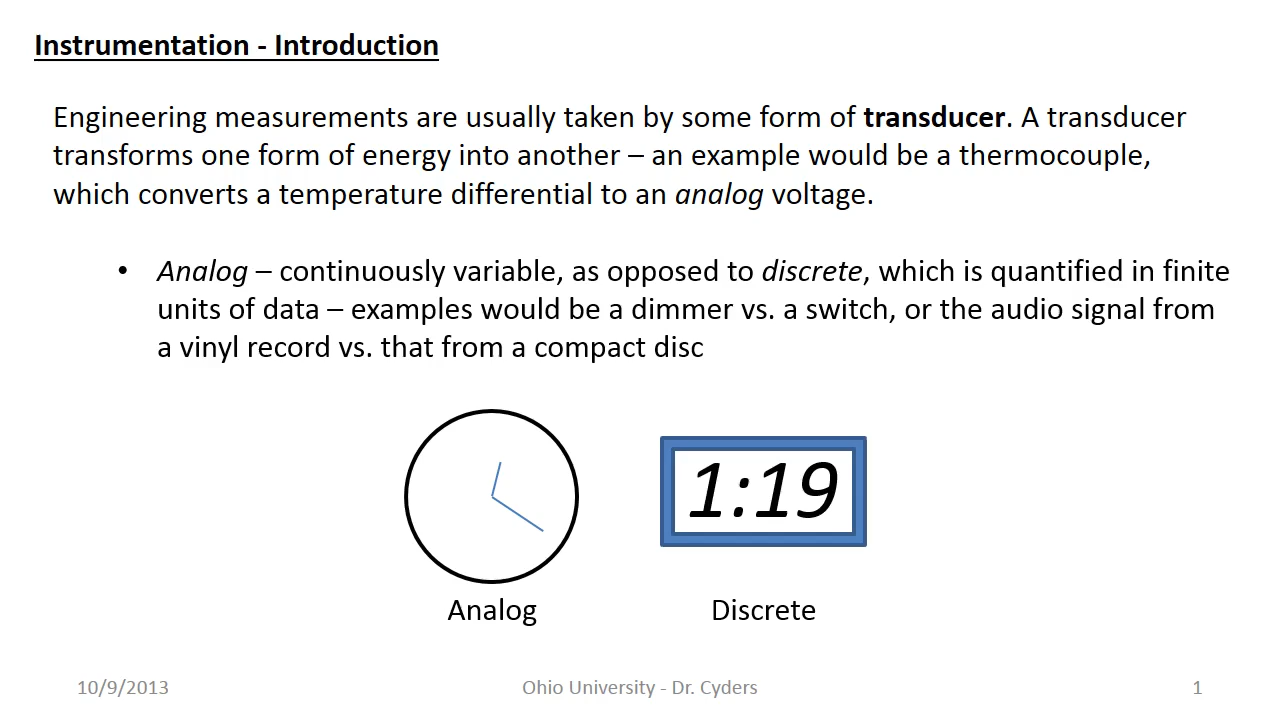 Instrumentation - Introduction
Engineering measurements are usually taken by some form of transducer. A transducer
transforms one form of energy into another – an example would be a thermocouple,
which converts a temperature differential to an analog voltage.
• Analog – continuously variable, as opposed to discrete, which is quantified in finite
units of data – examples would be a dimmer vs. a switch, or the audio signal from
a vinyl record vs. that from a compact disc
1:19
Analog
Discrete
10/9/2013
Ohio University - Dr. Cyders
1